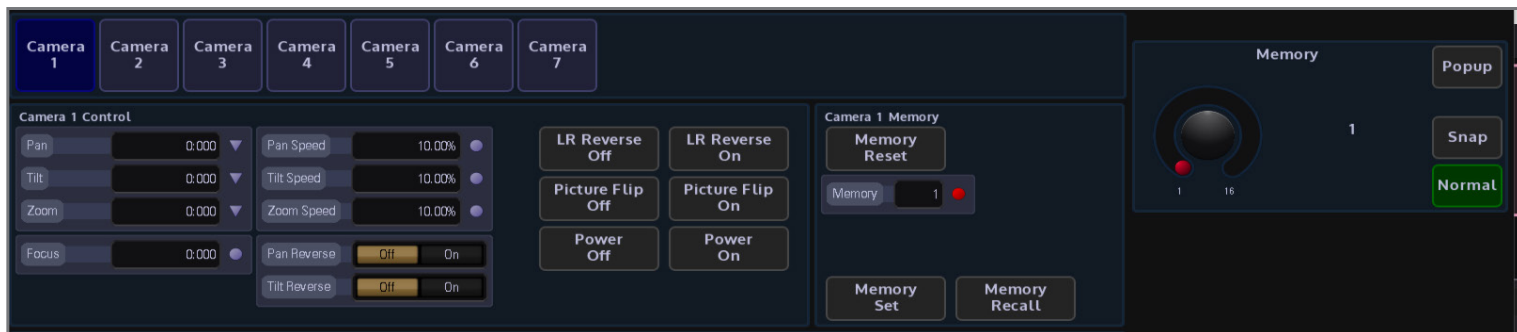 Camera 1
Camera 2
Camera 3
Camera 4
Camera 5
Camera 6
Camera 7
Camera 1 Control
Pan 0:000
Tilt 0:000
Zoom 0:000
Focus 0:000
Pan Speed 10.00%
Tilt Speed 10.00%
Zoom Speed 10.00%
Pan Reverse Off On
Tilt Reverse Off On
LR Reverse Off
LR Reverse On
Picture Flip Off
Picture Flip On
Power Off
Power On
Camera 1 Memory
Memory Reset
Memory 1
Memory Set
Memory Recall
Memory
1
1 16
Popup
Snap
Normal